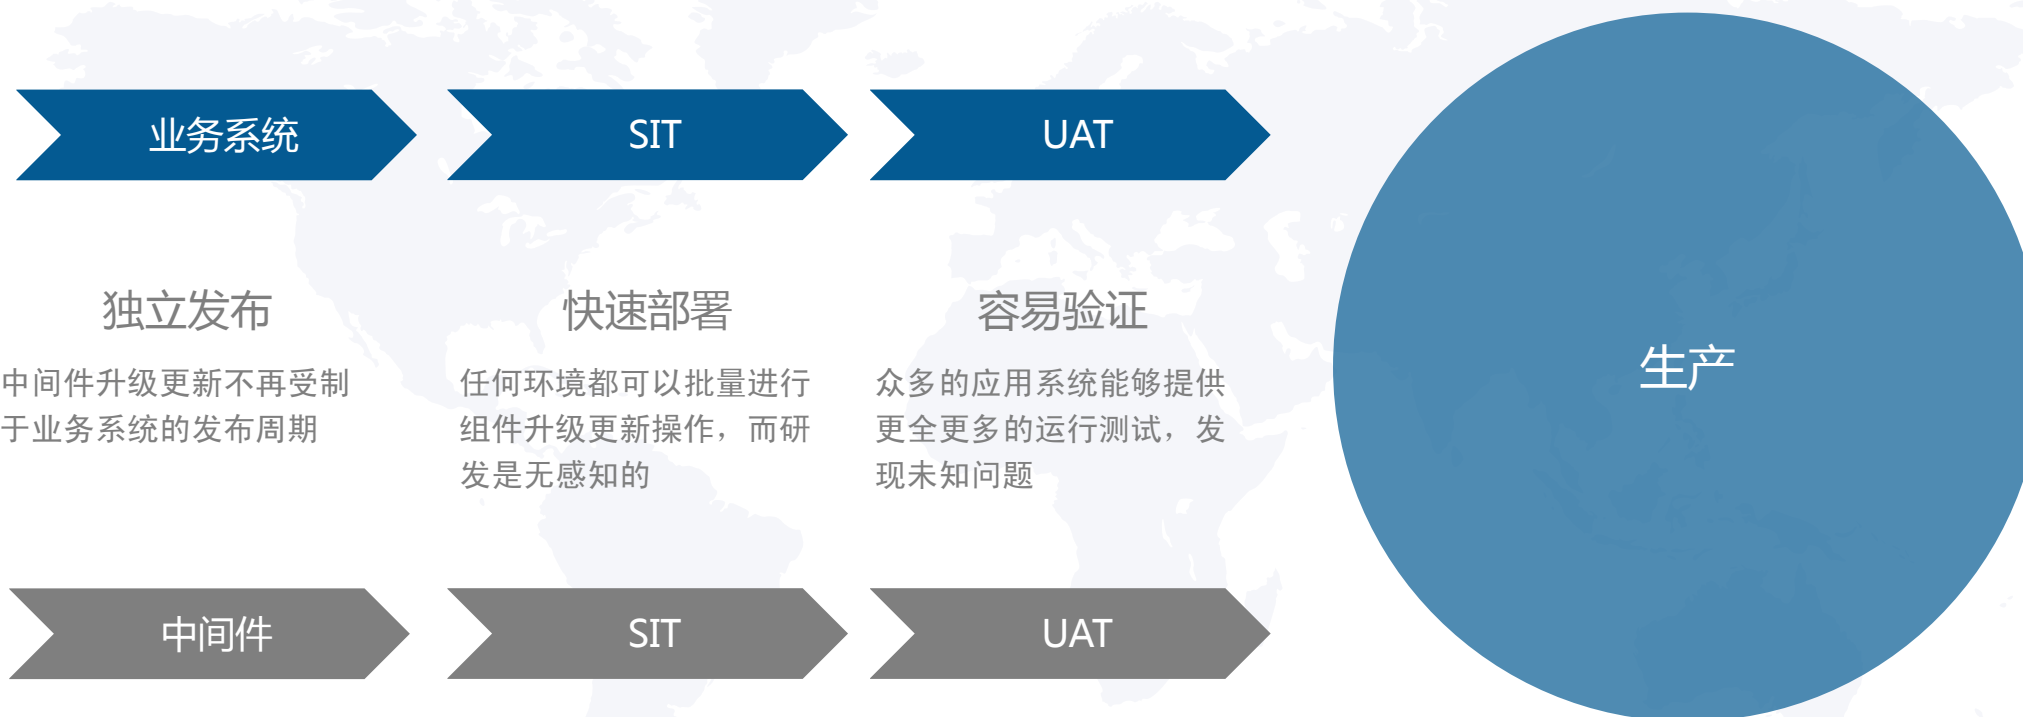 业务系统
SIT
UAT
独立发布
中间件升级更新不再受制
于业务系统的发布周期
快速部署
任何环境都可以批量进行
组件升级更新操作，而研
发是无感知的
容易验证
众多的应用系统能够提供
更全更多的运行测试，发
现未知问题
生产
中间件
SIT
UAT